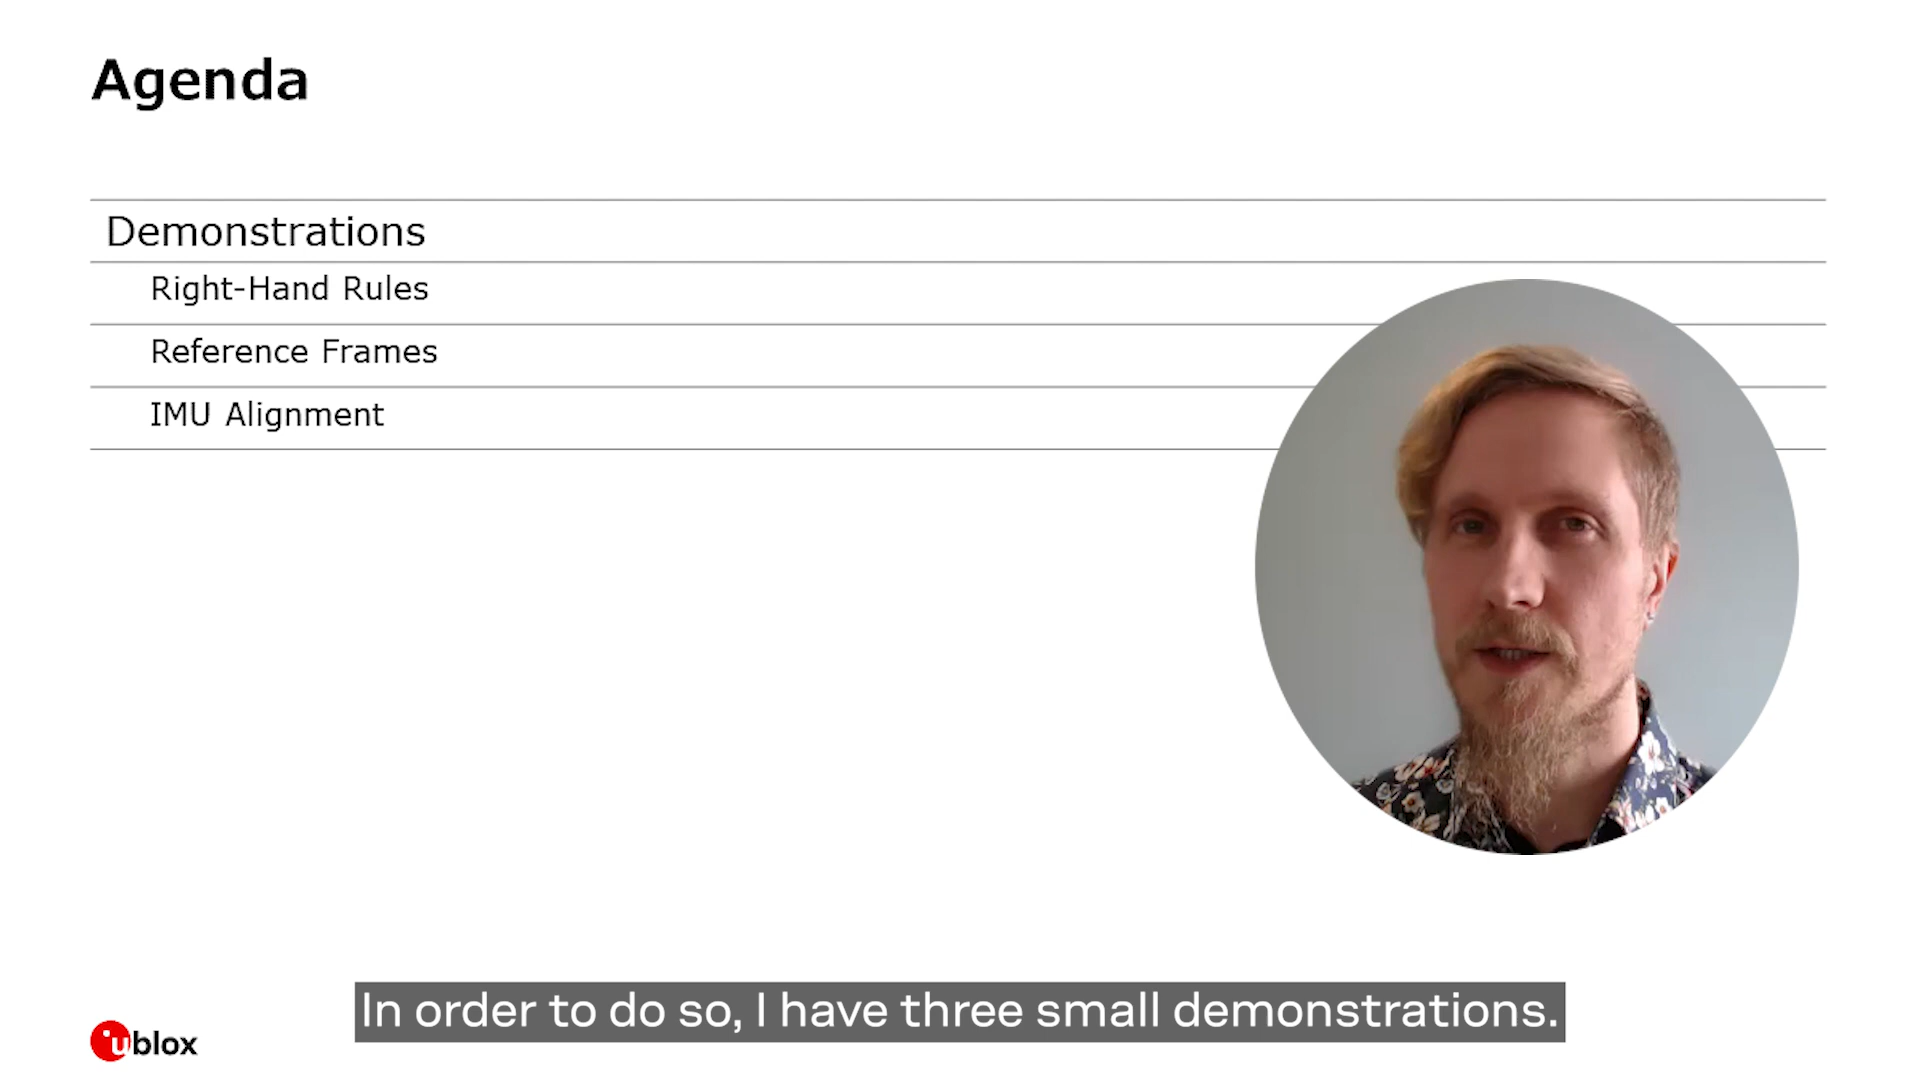 Agenda
Demonstrations
Right-Hand Rules
Reference Frames
IMU Alignment
In order to do so, I have three small demonstrations.
ublox